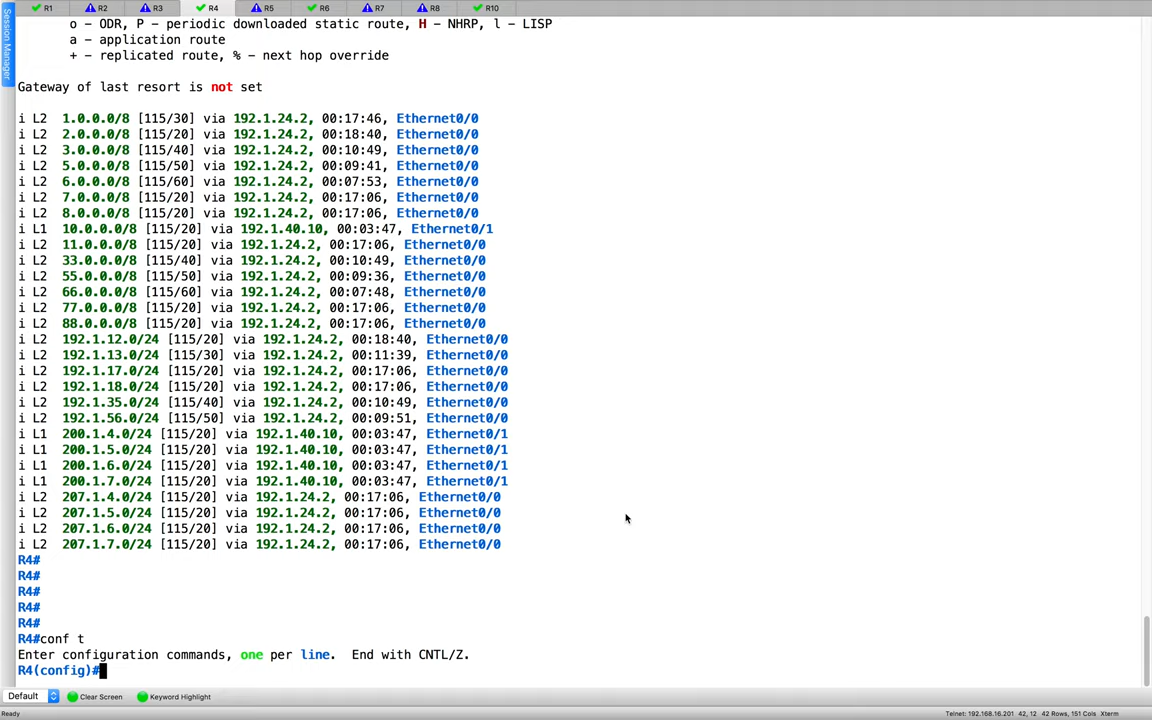 R1 R2 R3 R4 R5 R6 R7 R8 R10
Session Manager
o - ODR, P - periodic downloaded static route, H - NHRP, l - LISP
a - application route
+ - replicated route, % - next hop override
Gateway of last resort is not set
i L2 1.0.0.0/8 [115/30] via 192.1.24.2, 00:17:46, Ethernet0/0
i L2 2.0.0.0/8 [115/20] via 192.1.24.2, 00:18:40, Ethernet0/0
i L2 3.0.0.0/8 [115/40] via 192.1.24.2, 00:10:49, Ethernet0/0
i L2 5.0.0.0/8 [115/50] via 192.1.24.2, 00:09:41, Ethernet0/0
i L2 6.0.0.0/8 [115/60] via 192.1.24.2, 00:07:53, Ethernet0/0
i L2 7.0.0.0/8 [115/20] via 192.1.24.2, 00:17:06, Ethernet0/0
i L2 8.0.0.0/8 [115/20] via 192.1.24.2, 00:17:06, Ethernet0/0
i L1 10.0.0.0/8 [115/20] via 192.1.40.10, 00:03:47, Ethernet0/1
i L2 11.0.0.0/8 [115/20] via 192.1.24.2, 00:17:06, Ethernet0/0
i L2 33.0.0.0/8 [115/40] via 192.1.24.2, 00:10:49, Ethernet0/0
i L2 55.0.0.0/8 [115/50] via 192.1.24.2, 00:09:36, Ethernet0/0
i L2 66.0.0.0/8 [115/60] via 192.1.24.2, 00:07:48, Ethernet0/0
i L2 77.0.0.0/8 [115/20] via 192.1.24.2, 00:17:06, Ethernet0/0
i L2 88.0.0.0/8 [115/20] via 192.1.24.2, 00:17:06, Ethernet0/0
i L2 192.1.12.0/24 [115/20] via 192.1.24.2, 00:18:40, Ethernet0/0
i L2 192.1.13.0/24 [115/30] via 192.1.24.2, 00:11:39, Ethernet0/0
i L2 192.1.17.0/24 [115/20] via 192.1.24.2, 00:17:06, Ethernet0/0
i L2 192.1.18.0/24 [115/20] via 192.1.24.2, 00:17:06, Ethernet0/0
i L2 192.1.35.0/24 [115/40] via 192.1.24.2, 00:10:49, Ethernet0/0
i L2 192.1.56.0/24 [115/50] via 192.1.24.2, 00:09:51, Ethernet0/0
i L1 200.1.4.0/24 [115/20] via 192.1.40.10, 00:03:47, Ethernet0/1
i L1 200.1.5.0/24 [115/20] via 192.1.40.10, 00:03:47, Ethernet0/1
i L1 200.1.6.0/24 [115/20] via 192.1.40.10, 00:03:47, Ethernet0/1
i L1 200.1.7.0/24 [115/20] via 192.1.40.10, 00:03:47, Ethernet0/1
i L2 207.1.4.0/24 [115/20] via 192.1.24.2, 00:17:06, Ethernet0/0
i L2 207.1.5.0/24 [115/20] via 192.1.24.2, 00:17:06, Ethernet0/0
i L2 207.1.6.0/24 [115/20] via 192.1.24.2, 00:17:06, Ethernet0/0
i L2 207.1.7.0/24 [115/20] via 192.1.24.2, 00:17:06, Ethernet0/0
R4#
R4#
R4#
R4#
R4#
R4#conf t
Enter configuration commands, one per line. End with CNTL/Z.
R4(config)#
Default Clear Screen Keyword Highlight
Ready Telnet: 192.168.16.201 42, 12 42 Rows, 151 Cols Xterm